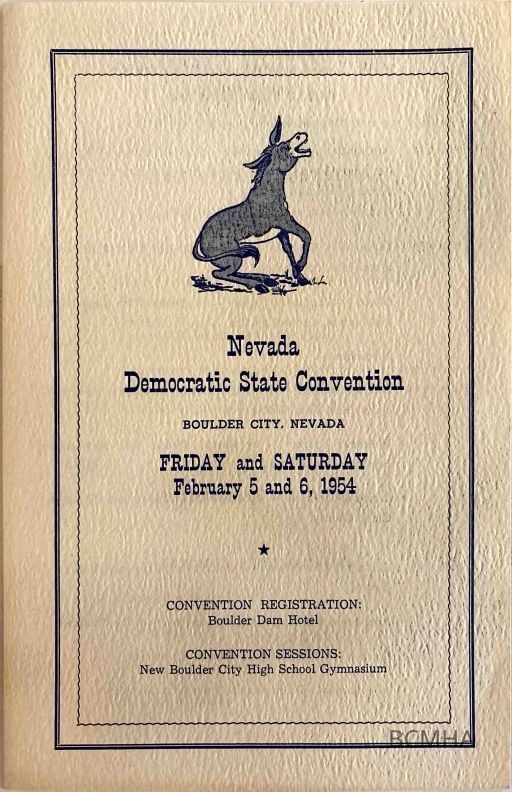 Nevada
Democratic State Convention
BOULDER CITY, NEVADA
FRIDAY and SATURDAY
February 5 and 6, 1954
★
CONVENTION REGISTRATION:
Boulder Dam Hotel
CONVENTION SESSIONS:
New Boulder City High School Gymnasium
BCMHA